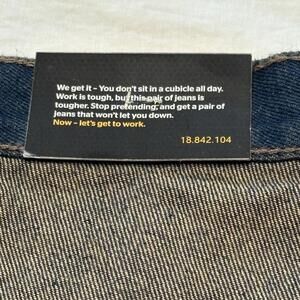 We get it – You don't sit in a cubicle all day.
Work is tough, but this pair of jeans is
tougher. Stop pretending, and get a pair of
jeans that won't let you down.
Now – let's get to work.
18.842.104